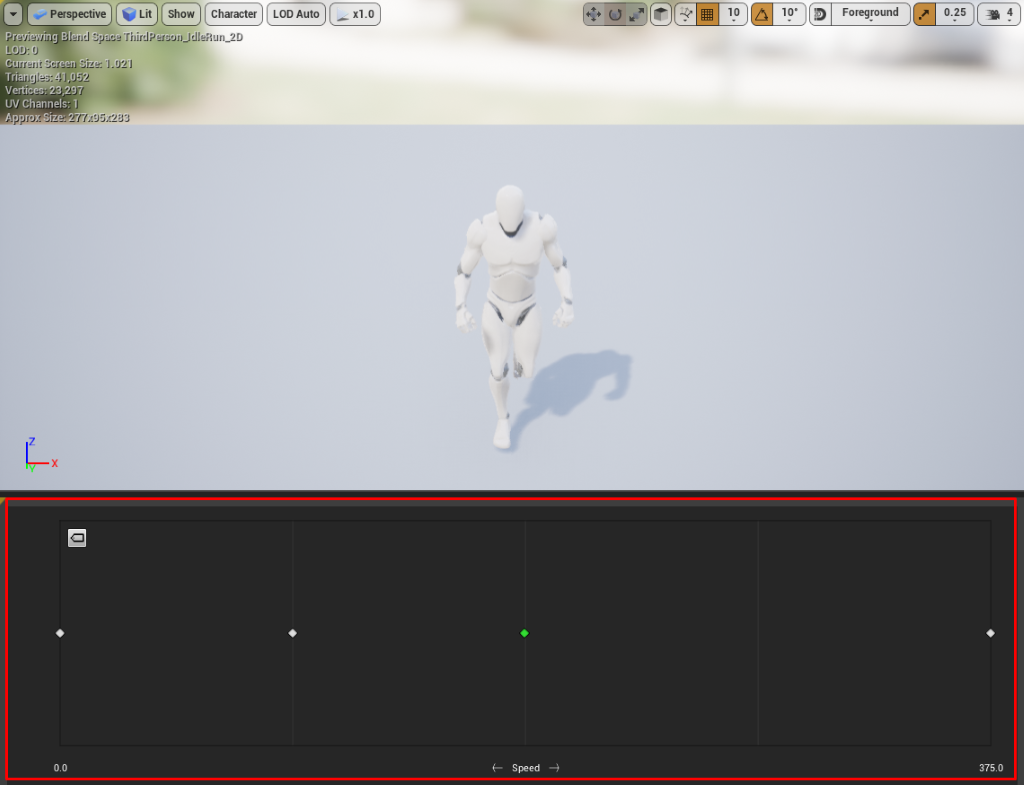 Perspective Lit Show Character LOD Auto x1.0 10 10° Foreground 0.25 4
Previewing Blend Space ThirdPerson_IdleRun_2D
LOD: 0
Current Screen Size: 1.021
Triangles: 41,052
Vertices: 23,297
UV Channels: 1
Approx Size: 277x95x283
Z
X
Y
0.0 ← Speed → 375.0